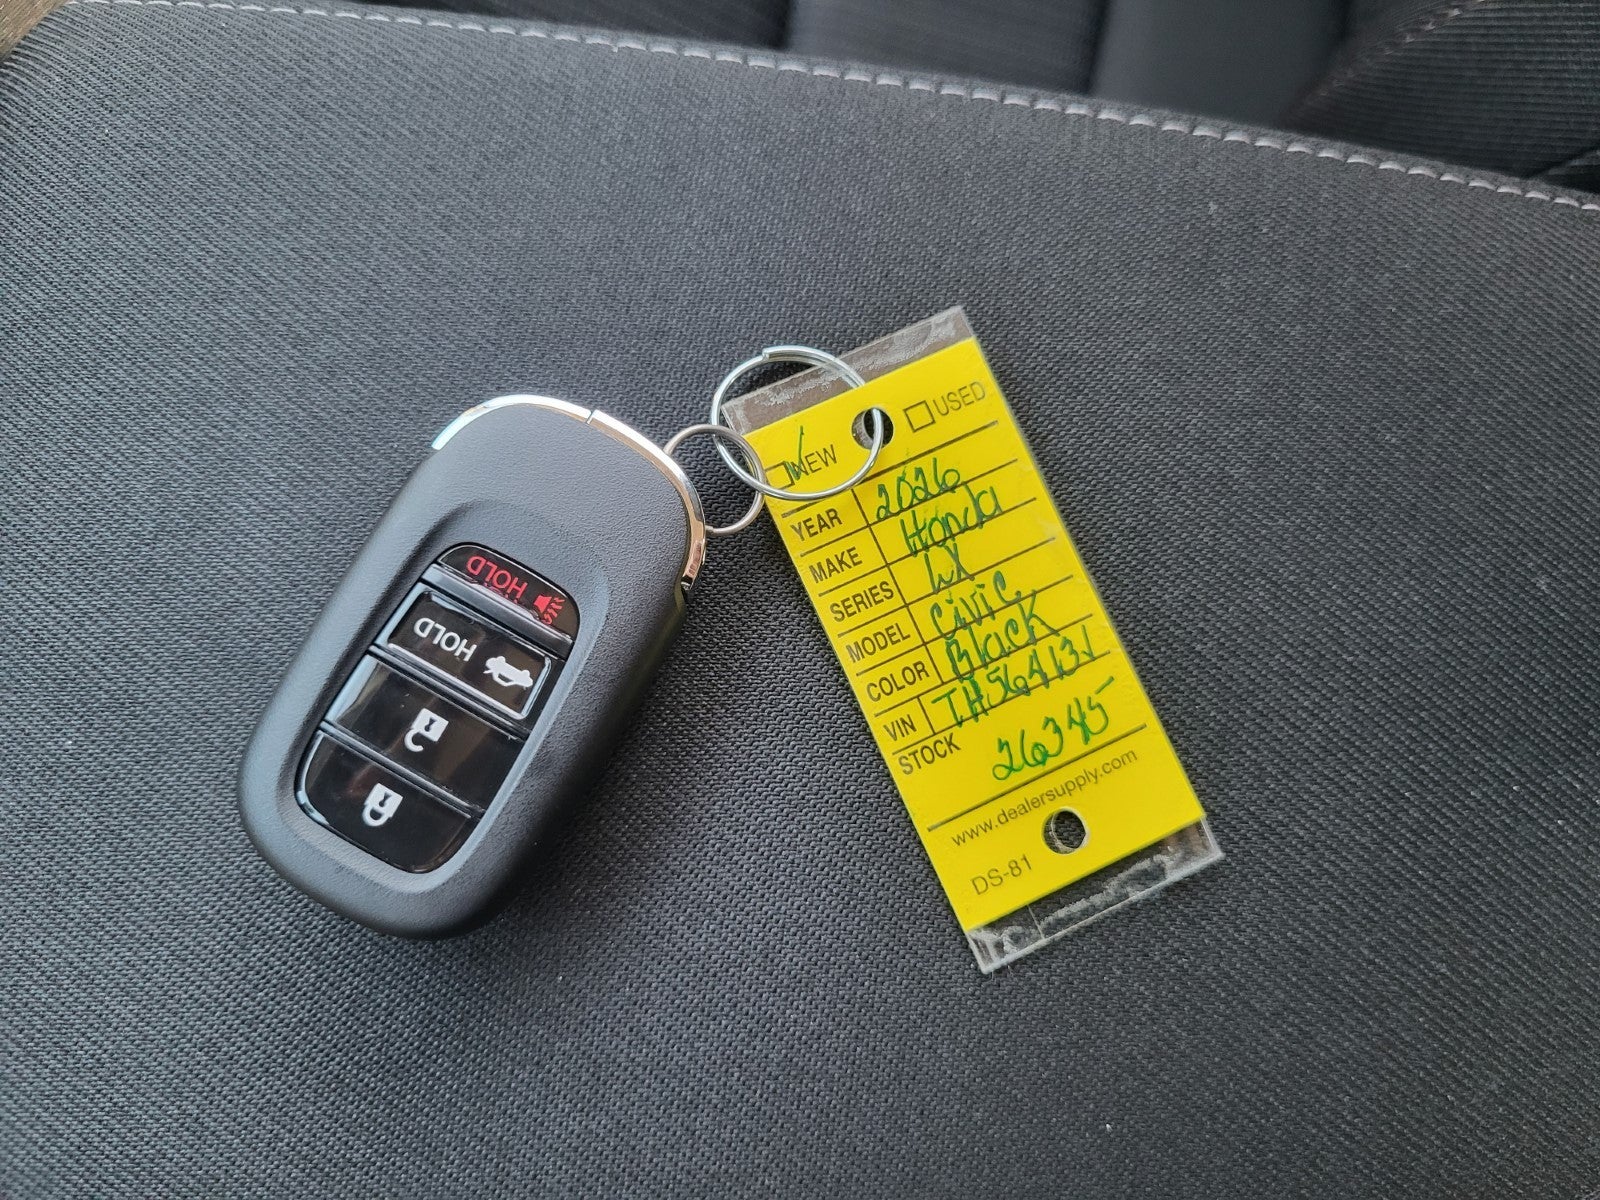 HOLD
HOLD
NEW USED
YEAR 2026
MAKE Honda
SERIES LX
MODEL Civic
COLOR Black
VIN TH564131
STOCK 26345
www.dealersupply.com
DS-81